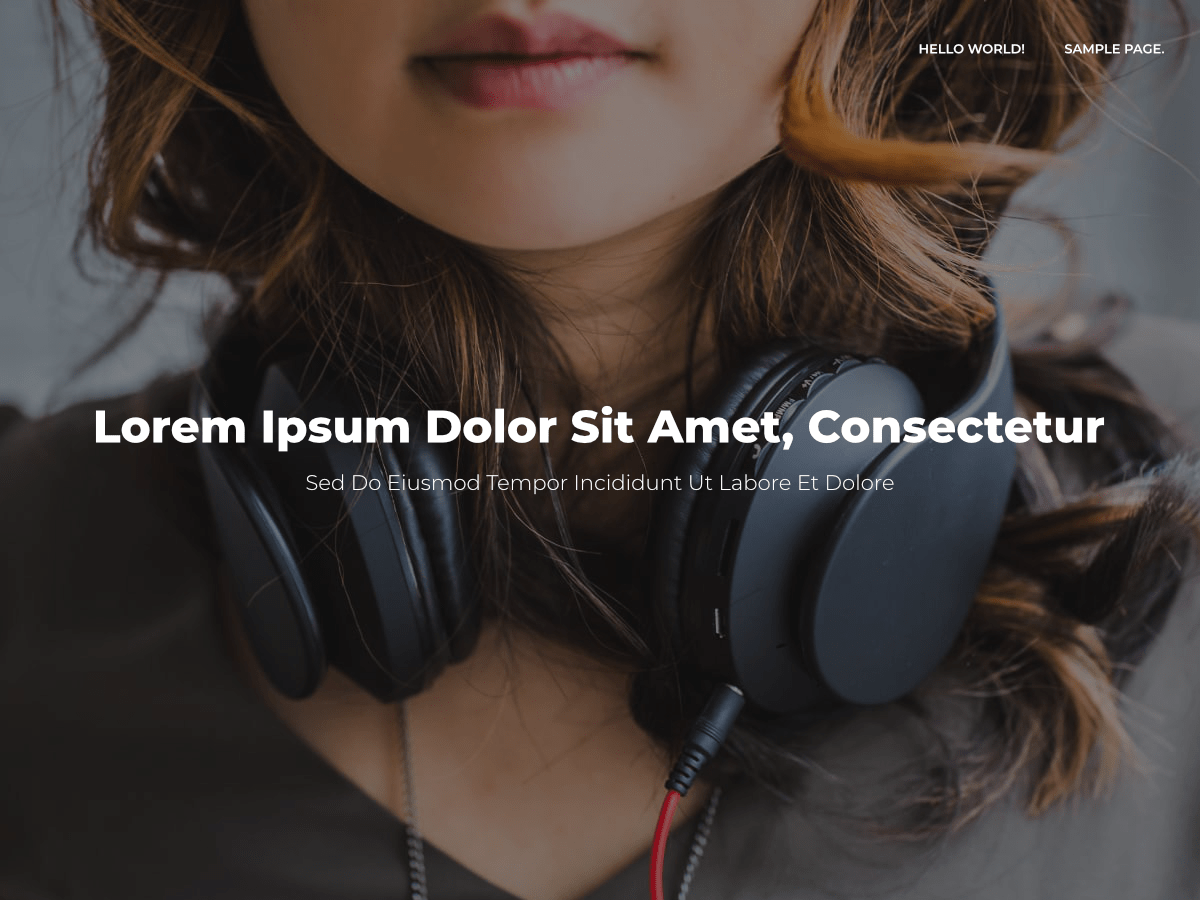 HELLO WORLD! SAMPLE PAGE.
Lorem Ipsum Dolor Sit Amet, Consectetur
Sed Do Eiusmod Tempor Incididunt Ut Labore Et Dolore